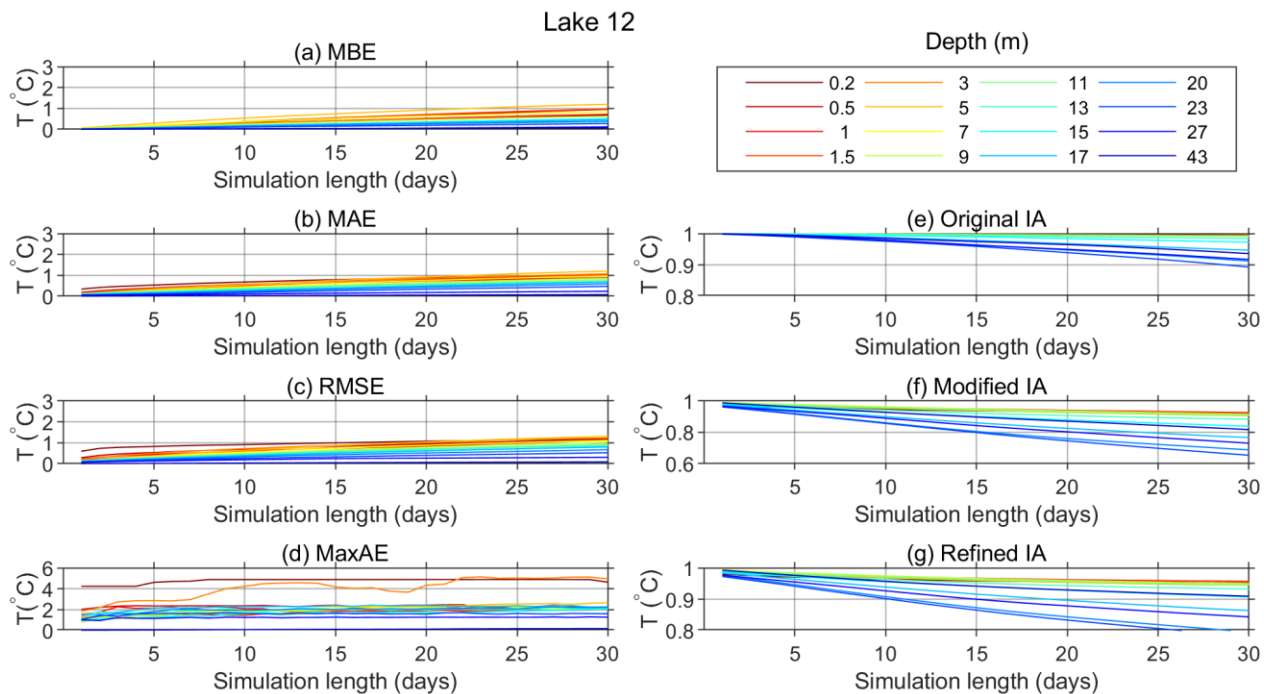 Lake 12
(a) MBE
T (°C)
3
2
1
0
5 10 15 20 25 30
Simulation length (days)
Depth (m)
0.2 3 11 20
0.5 5 13 23
1 7 15 27
1.5 9 17 43
(b) MAE
T (°C)
3
2
1
0
5 10 15 20 25 30
Simulation length (days)
(e) Original IA
T (°C)
1
0.9
0.8
5 10 15 20 25 30
Simulation length (days)
(c) RMSE
T (°C)
3
2
1
0
5 10 15 20 25 30
Simulation length (days)
(f) Modified IA
T (°C)
1
0.8
0.6
5 10 15 20 25 30
Simulation length (days)
(d) MaxAE
T (°C)
6
4
2
0
5 10 15 20 25 30
Simulation length (days)
(g) Refined IA
T (°C)
1
0.9
0.8
5 10 15 20 25 30
Simulation length (days)